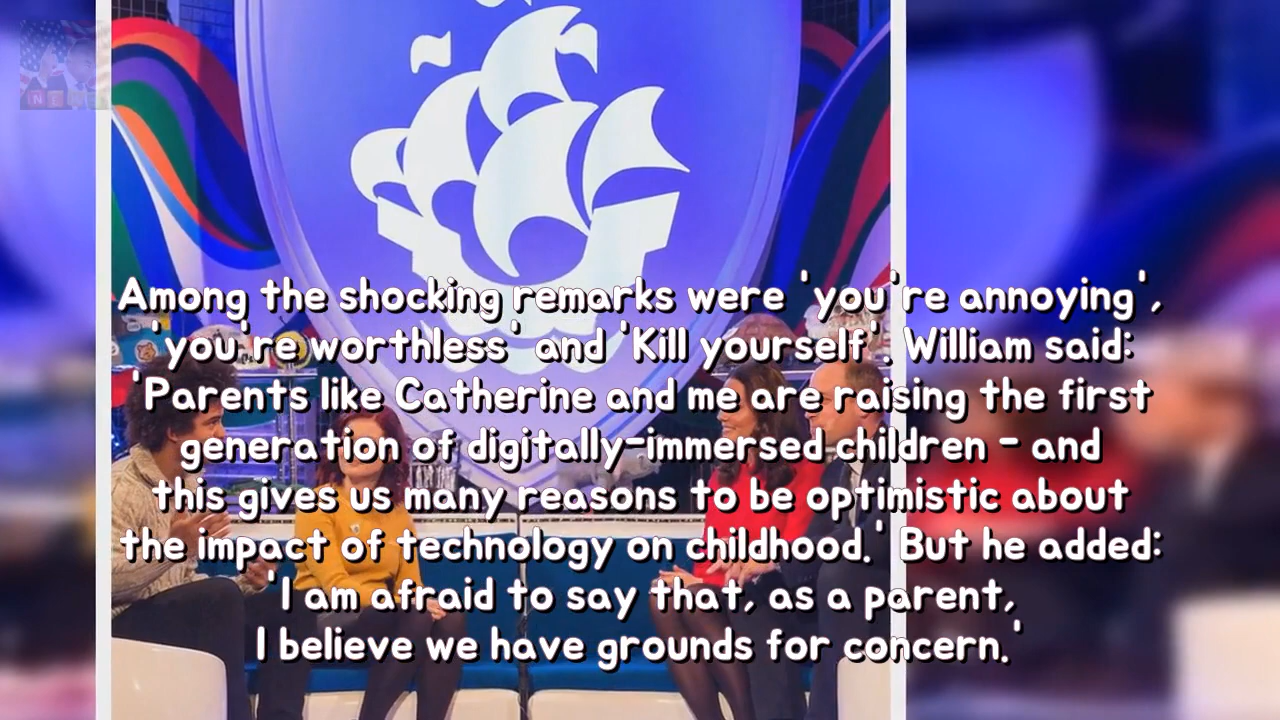 Among the shocking remarks were 'you're annoying',
'you're worthless' and 'Kill yourself'. William said:
'Parents like Catherine and me are raising the first
generation of digitally-immersed children - and
this gives us many reasons to be optimistic about
the impact of technology on childhood.' But he added:
'I am afraid to say that, as a parent,
I believe we have grounds for concern.'